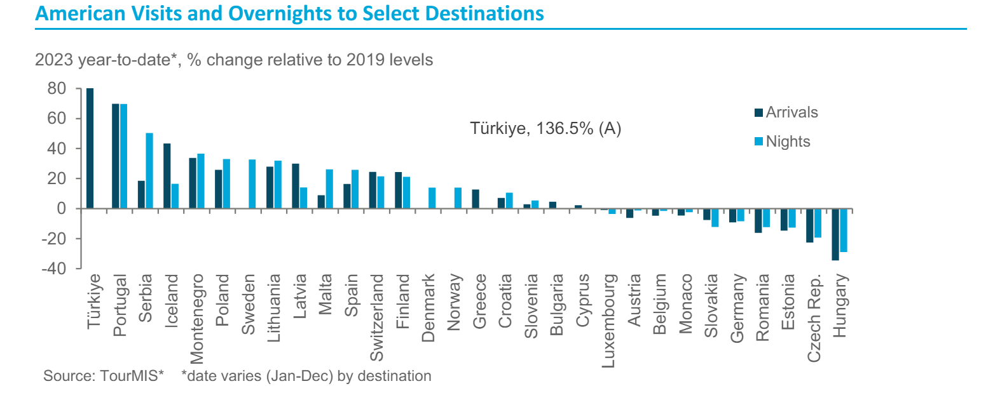 American Visits and Overnights to Select Destinations
2023 year-to-date*, % change relative to 2019 levels
80
60
40
20
0
-20
-40
Türkiye, 136.5% (A)
Arrivals
Nights
Türkiye
Portugal
Serbia
Iceland
Montenegro
Poland
Sweden
Lithuania
Latvia
Malta
Spain
Switzerland
Finland
Denmark
Norway
Greece
Croatia
Slovenia
Bulgaria
Cyprus
Luxembourg
Austria
Belgium
Monaco
Slovakia
Germany
Romania
Estonia
Czech Rep.
Hungary
Source: TourMIS* *date varies (Jan-Dec) by destination